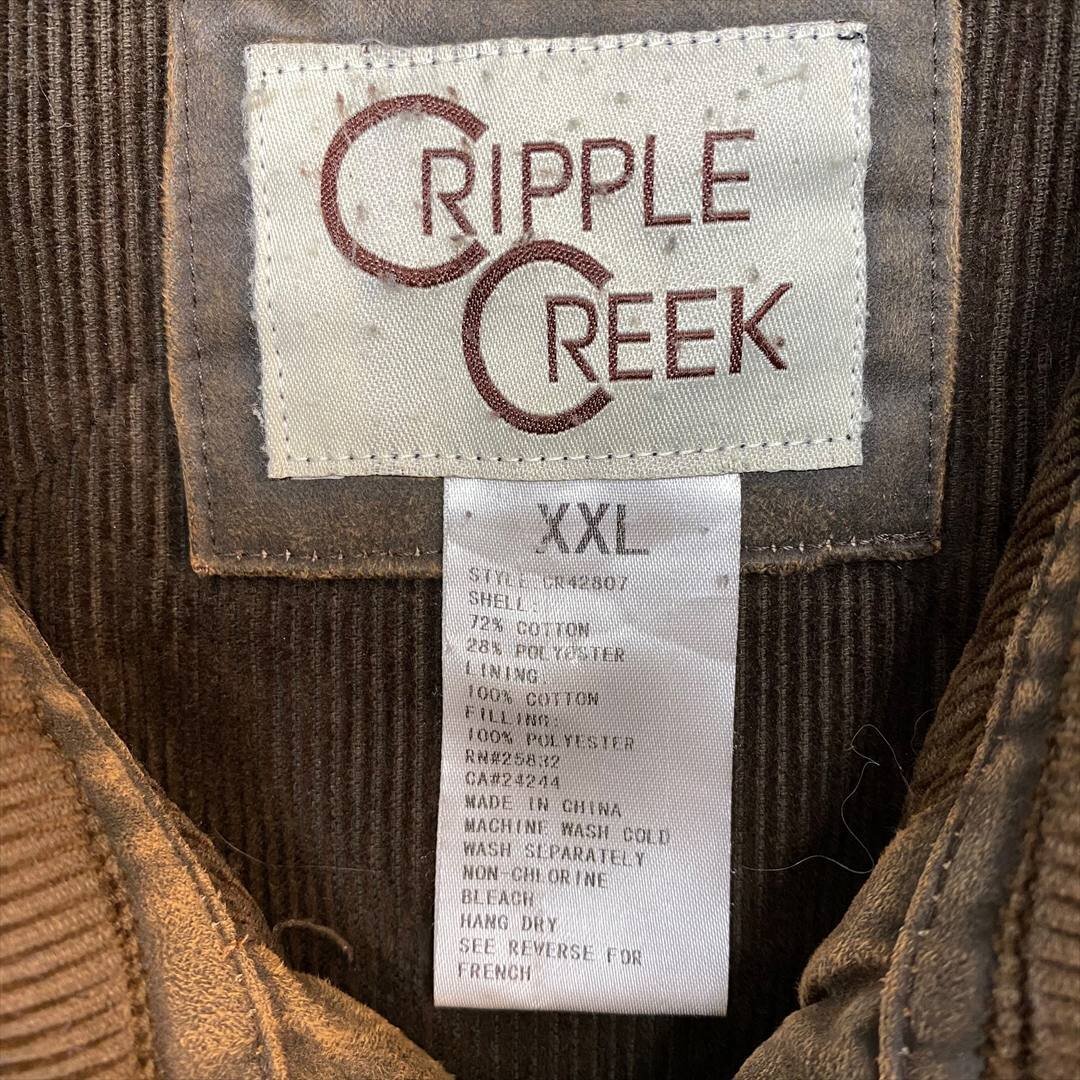 CRIPPLE
CREEK
XXL
STYLE CR42807
SHELL:
72% COTTON
28% POLYESTER
LINING
100% COTTON
FILLING:
100% POLYESTER
RN#25832
CA#24244
MADE IN CHINA
MACHINE WASH COLD
WASH SEPARATELY
NON-CHLORINE
BLEACH
HANG DRY
SEE REVERSE FOR
FRENCH